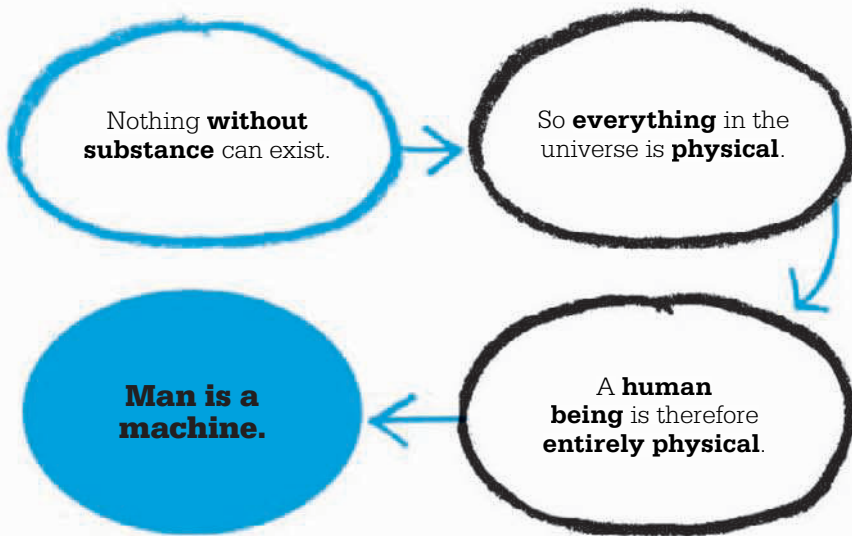 Nothing without
substance can exist.
So everything in the
universe is physical.
A human
being is therefore
entirely physical.
Man is a
machine.